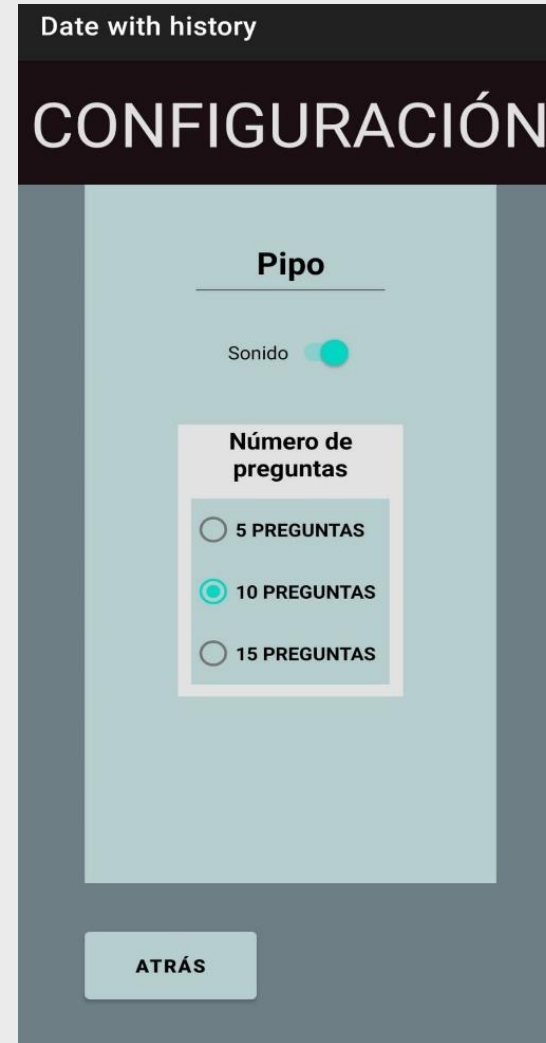 Date with history
CONFIGURACIÓN
Pipo
Sonido
Número de
preguntas
5 PREGUNTAS
10 PREGUNTAS
15 PREGUNTAS
ATRÁS